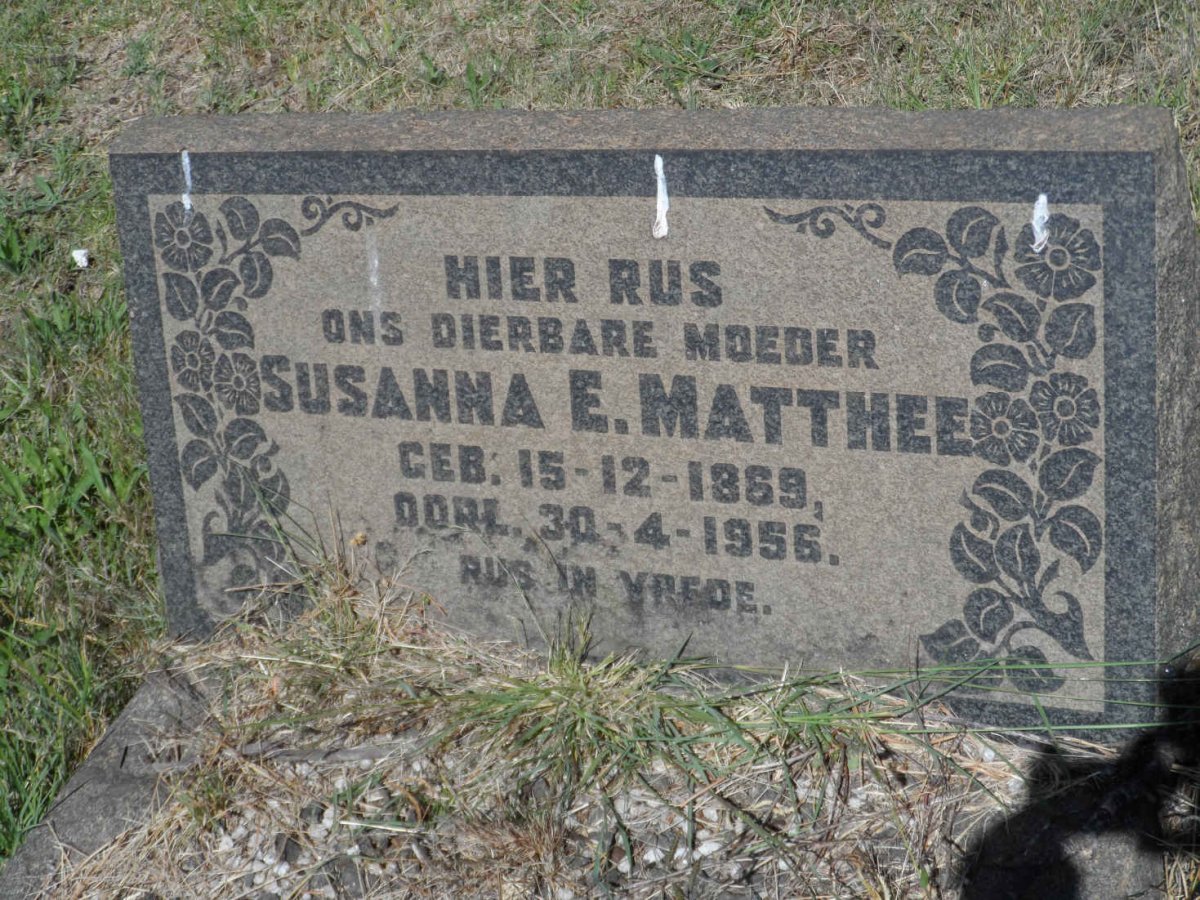 HIER RUS
ONS DIERBARE MOEDER
SUSANNA E. MATTHEE
GEB. 15-12-1869,
OORL. 30-4-1956.
RUS IN VREDE.